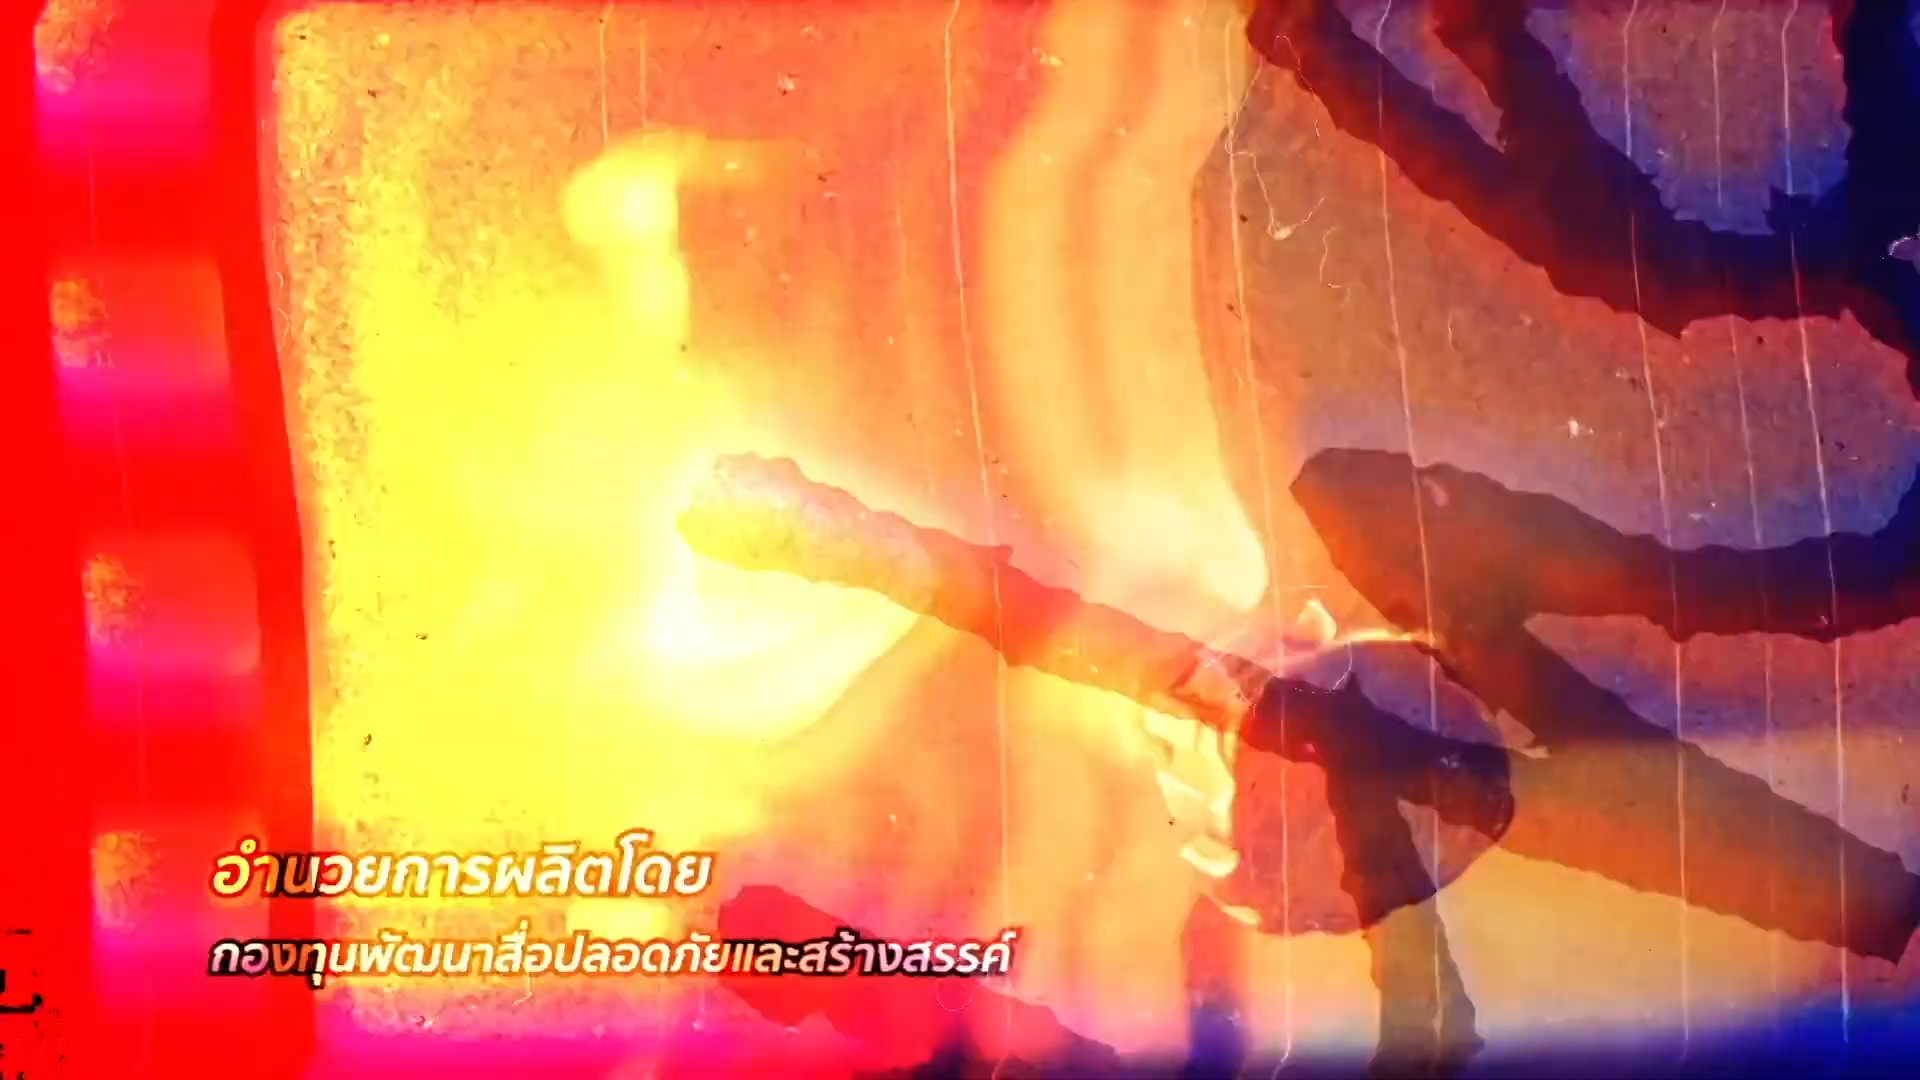 อำนวยการผลิตโดย
กองทุนพัฒนาสื่อปลอดภัยและสร้างสรรค์